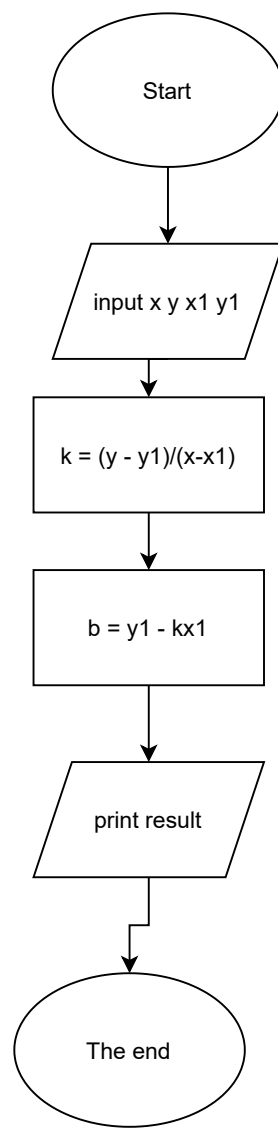 Start
input x y x1 y1
k = (y - y1)/(x-x1)
b = y1 - kx1
print result
The end